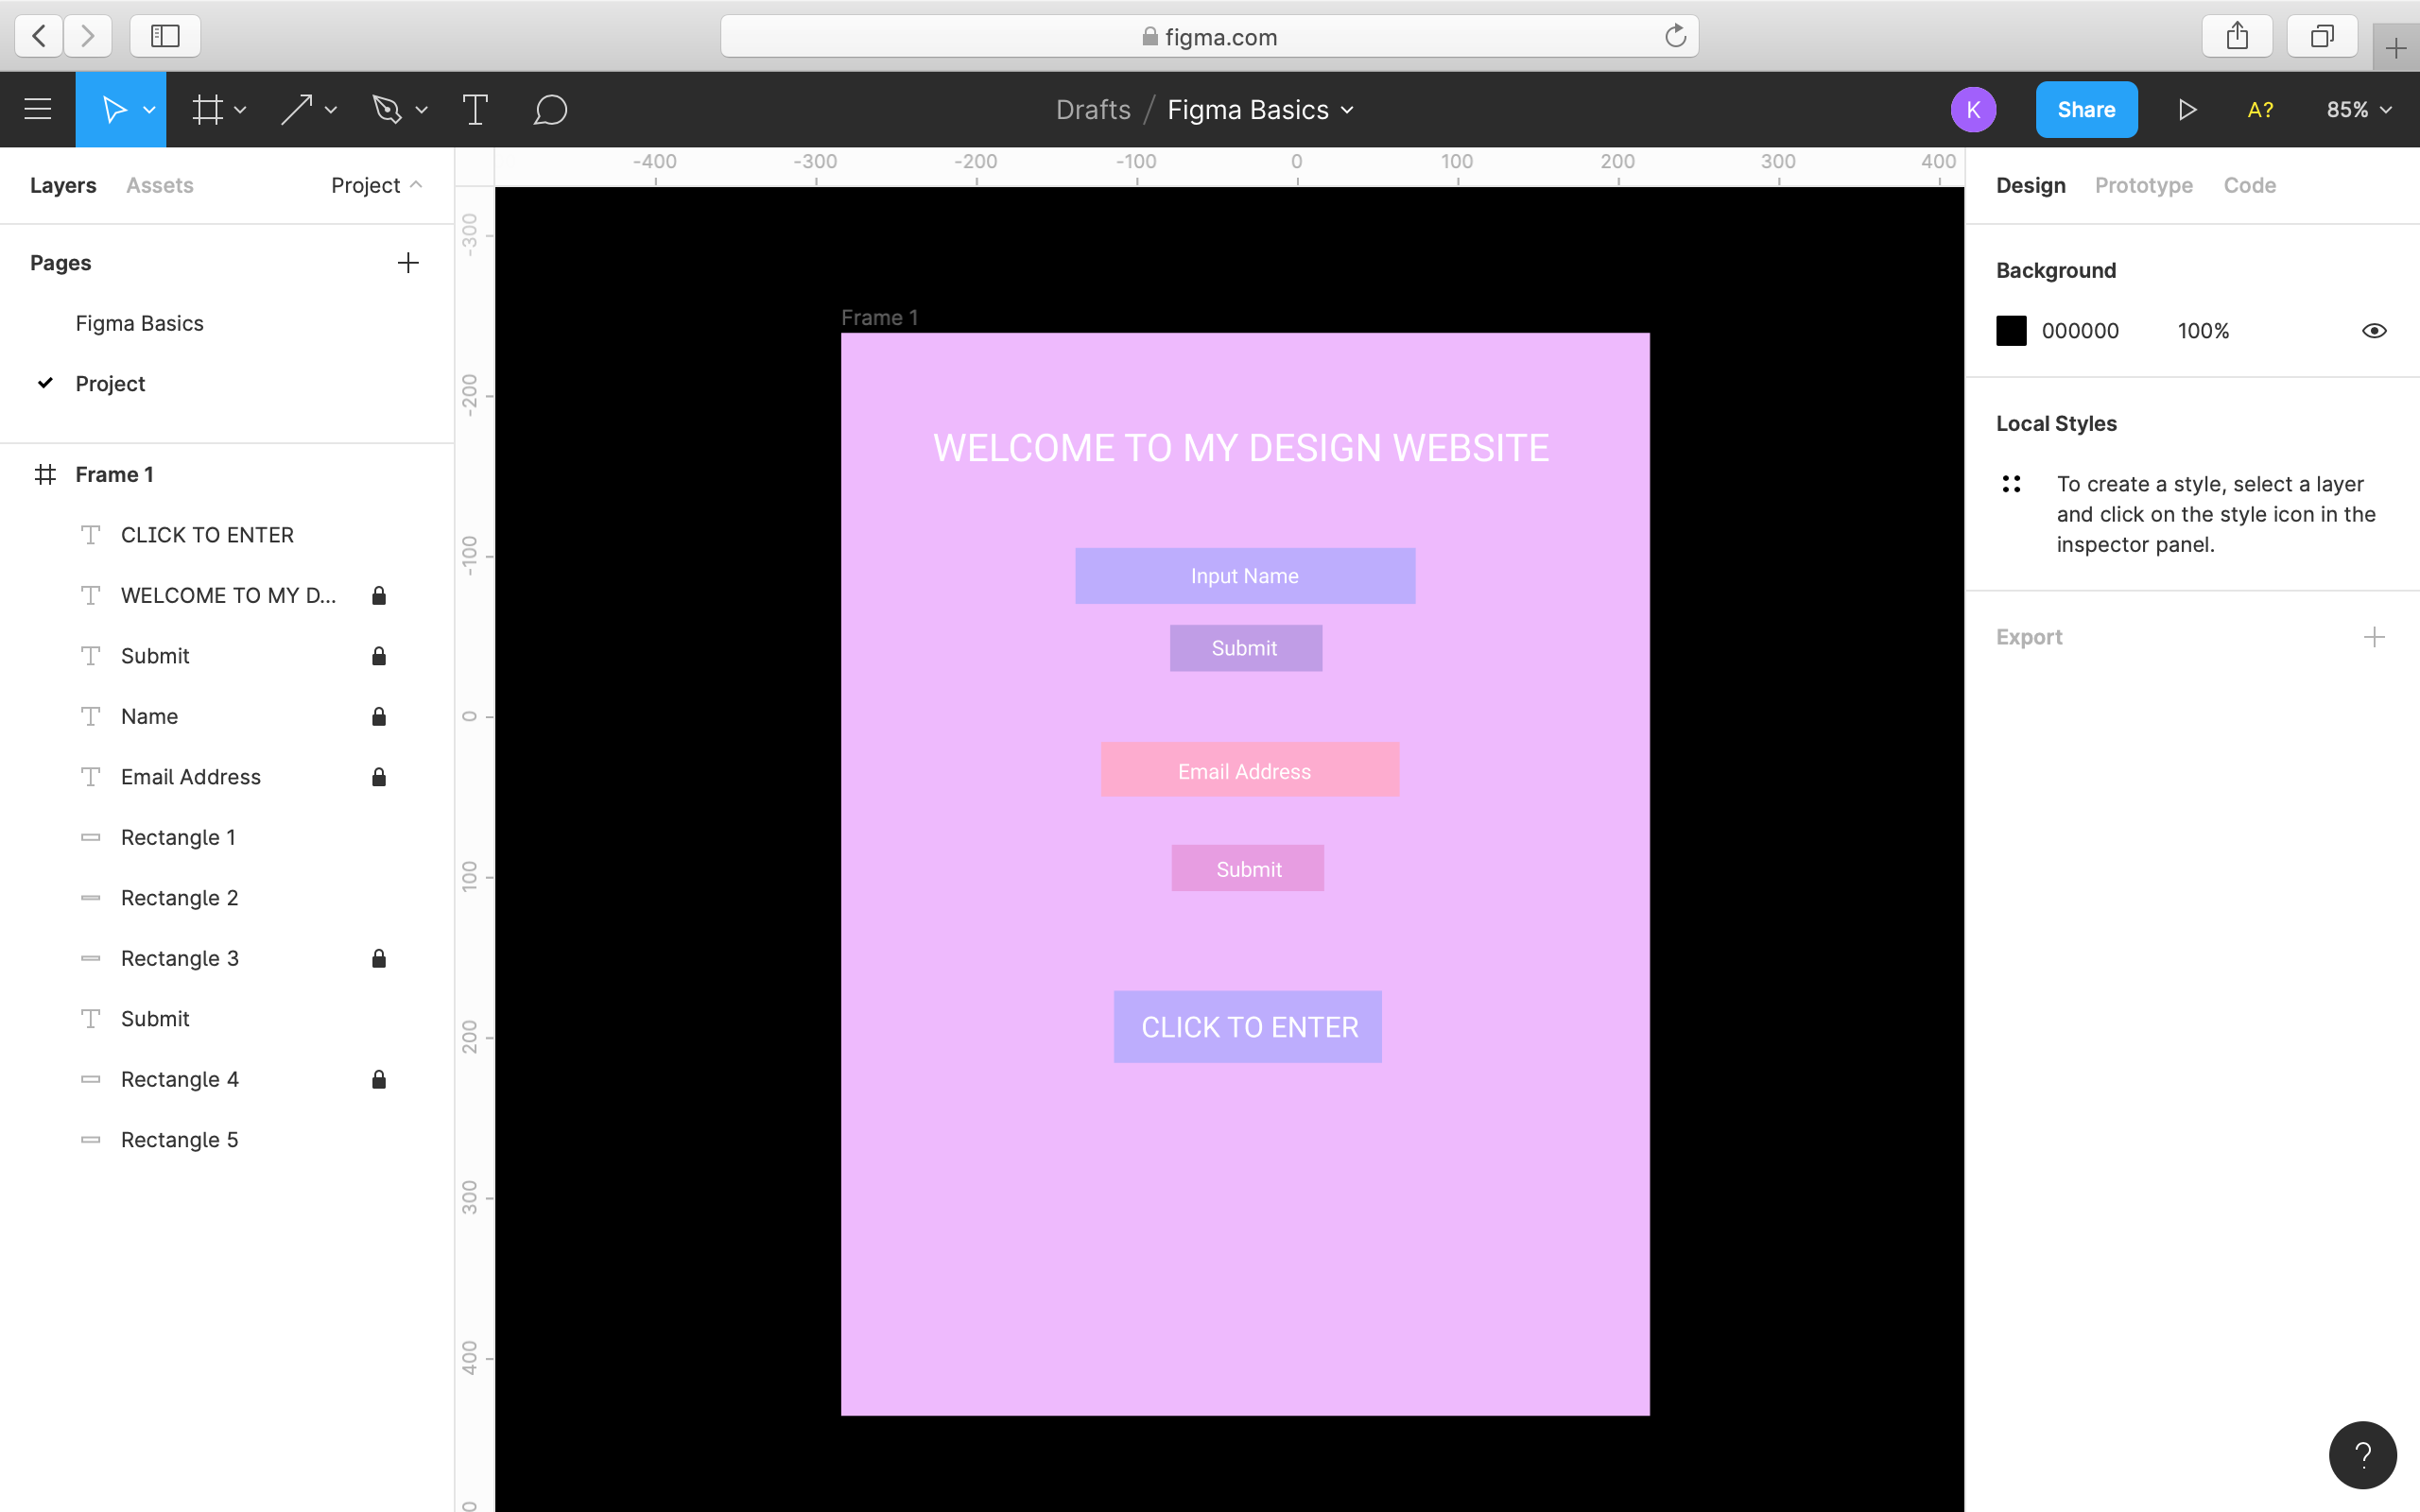 figma.com
Drafts / Figma Basics
K
Share
A?
85%
Layers Assets Project
Pages
Figma Basics
Project
Frame 1
CLICK TO ENTER
WELCOME TO MY D...
Submit
Name
Email Address
Rectangle 1
Rectangle 2
Rectangle 3
Submit
Rectangle 4
Rectangle 5
-400 -300 -200 -100 0 100 200 300 400
-300
-200
-100
0
100
200
300
400
Frame 1
WELCOME TO MY DESIGN WEBSITE
Input Name
Submit
Email Address
Submit
CLICK TO ENTER
Design Prototype Code
Background
000000 100%
Local Styles
To create a style, select a layer
and click on the style icon in the
inspector panel.
Export
?